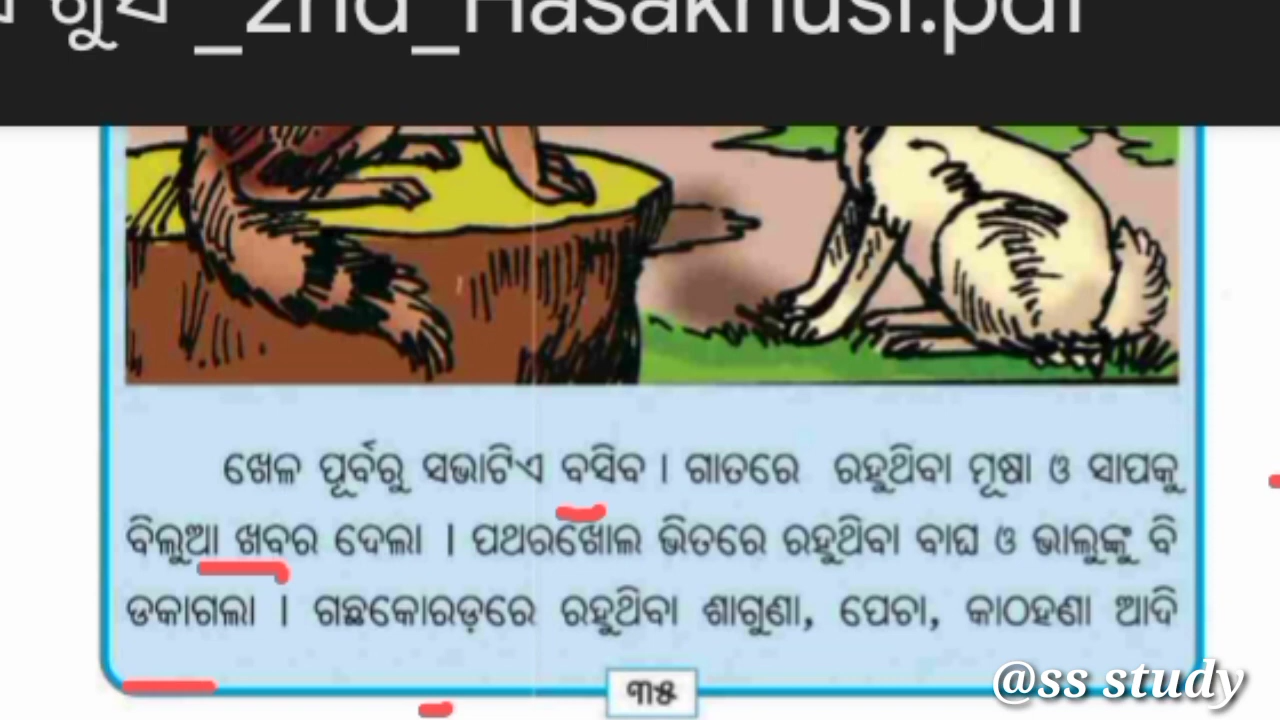 _2nd_Hasakhusi.pdf
ଖେଳ ପୂର୍ବରୁ ସଭାଟିଏ ବସିବ । ଗାତରେ ରହୁଥିବା ମୂଷା ଓ ସାପକୁ
ବିଲୁଆ ଖବର ଦେଲା । ପଥରଖୋଲ ଭିତରେ ରହୁଥିବା ବାଘ ଓ ଭାଲୁଙ୍କୁ ବି
ଡକାଗଲା । ଗଛକୋରଡ଼ରେ ରହୁଥିବା ଶାଗୁଣା, ପେଚା, କାଠହଣା ଆଦି
୩୫
@ss study